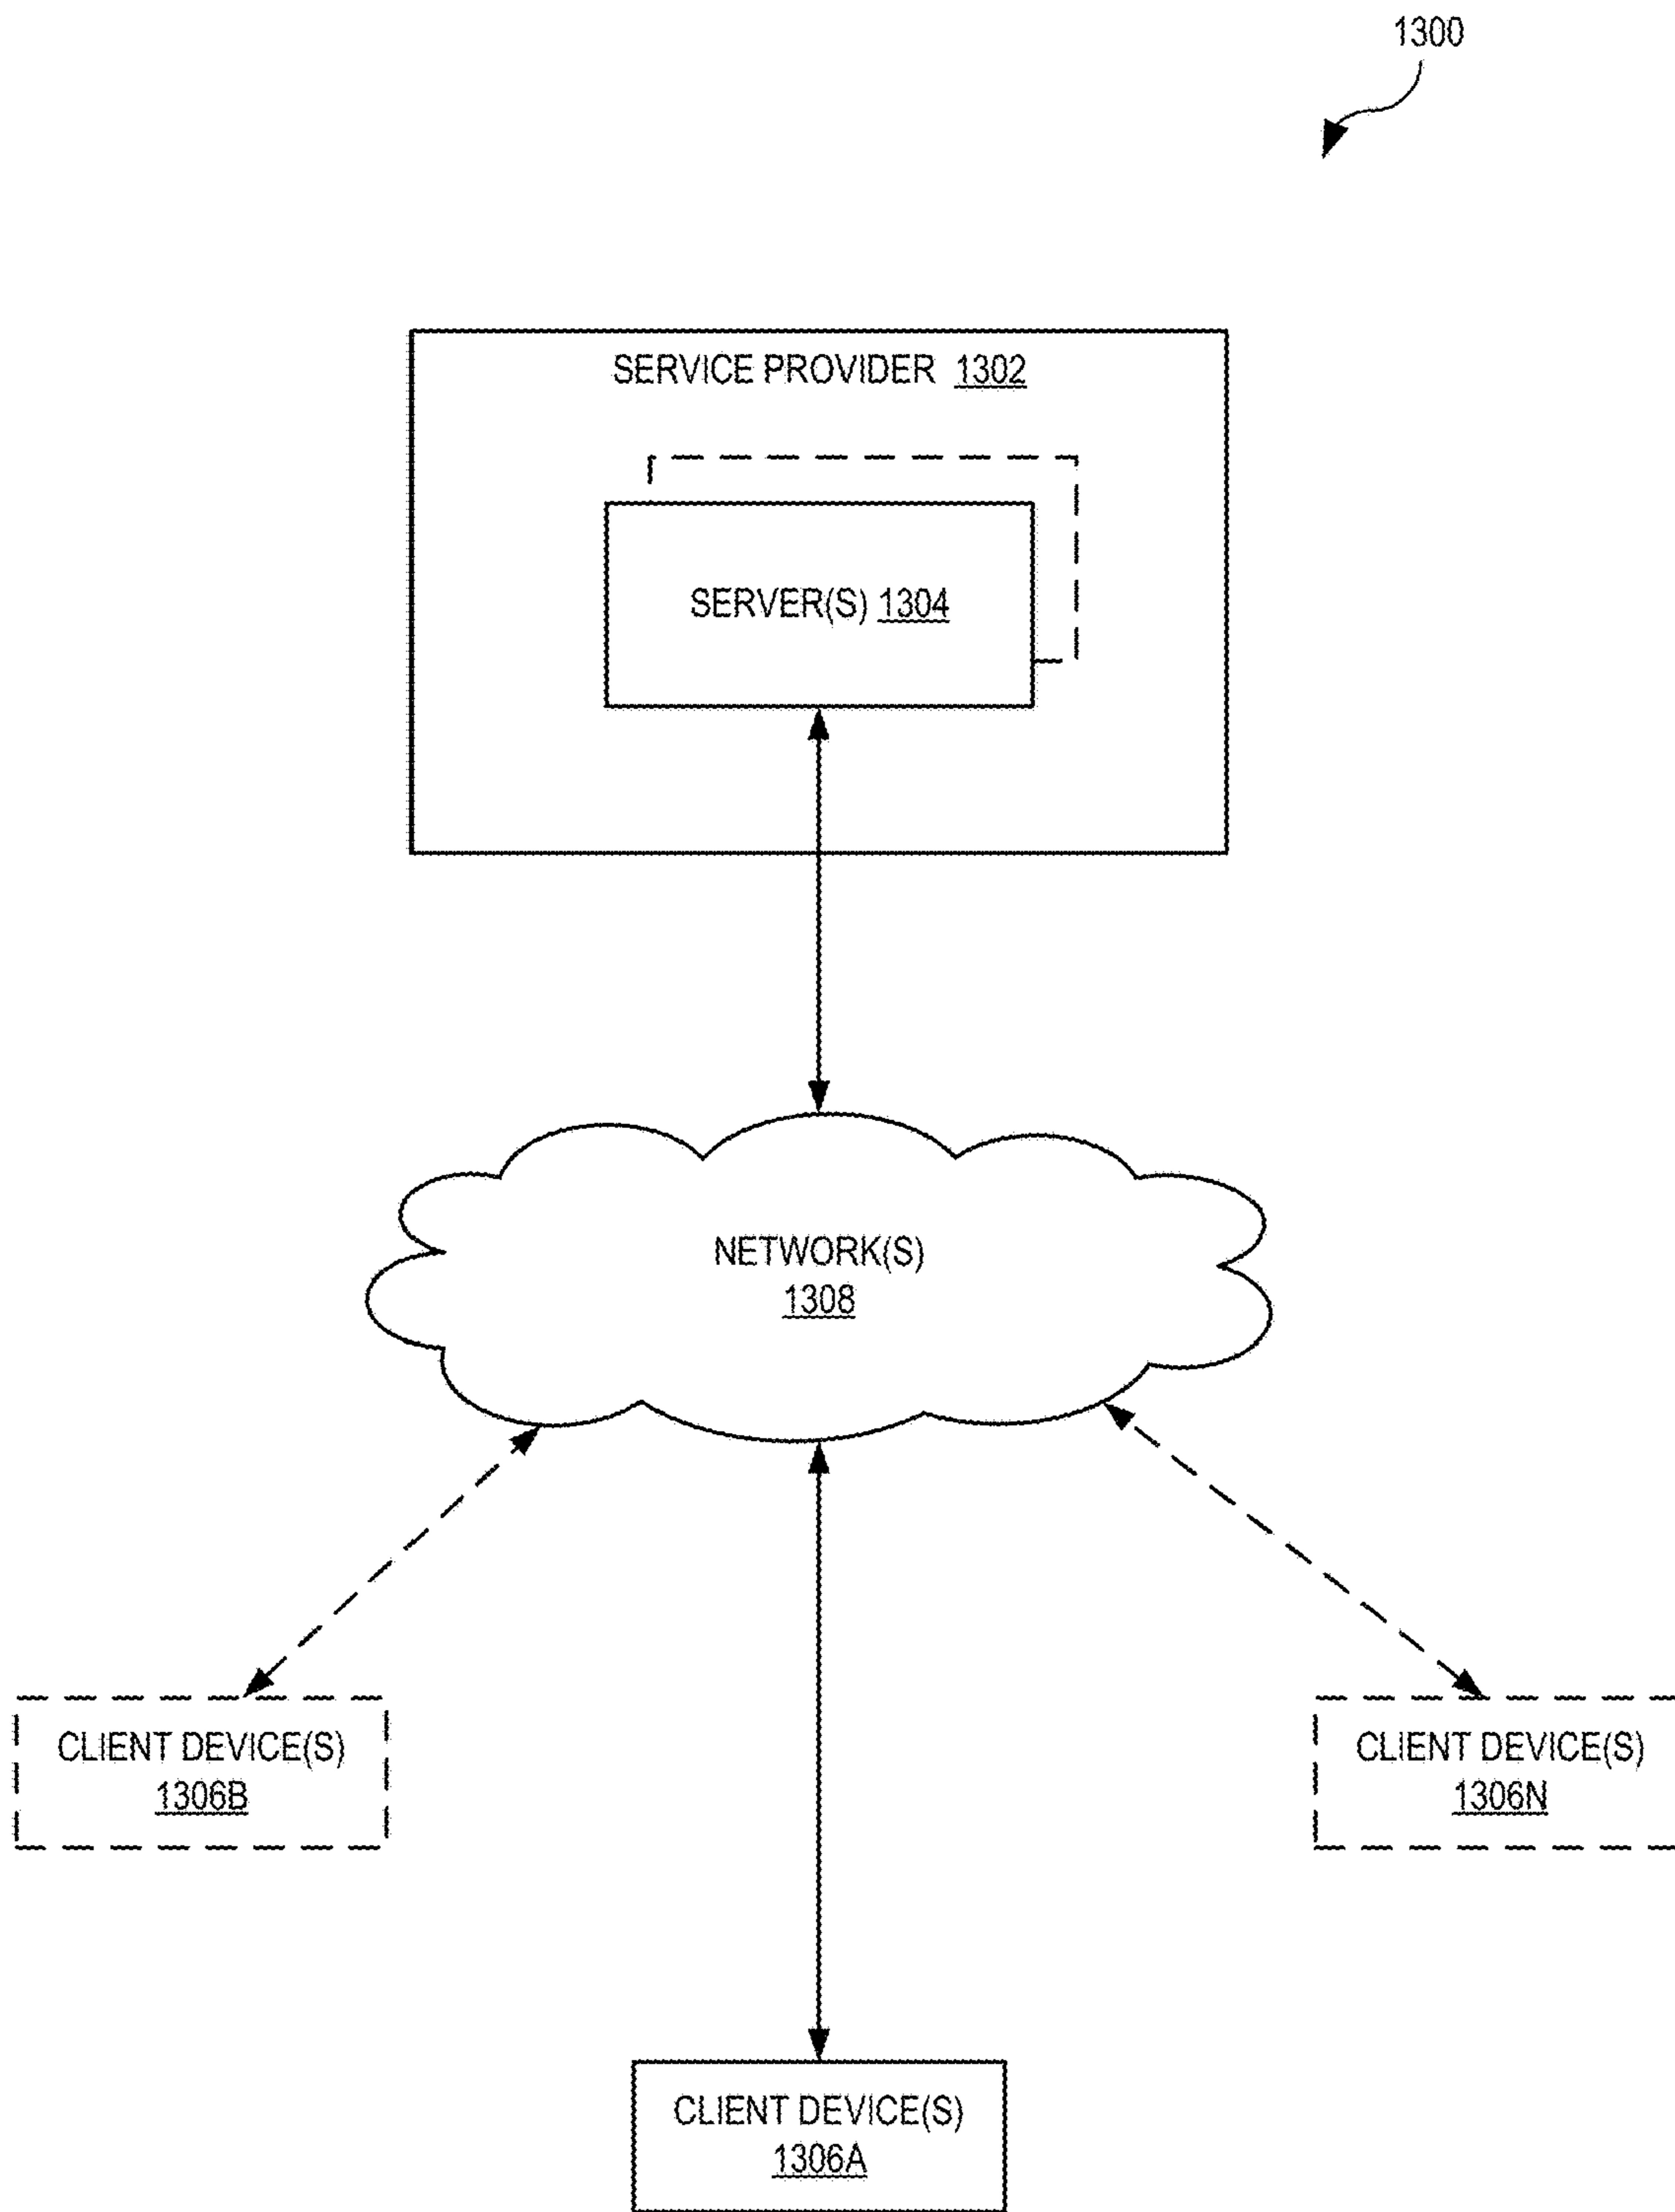 1300
SERVICE PROVIDER 1302
SERVER(S) 1304
NETWORK(S)
1308
CLIENT DEVICE(S)
1306B
CLIENT DEVICE(S)
1306N
CLIENT DEVICE(S)
1306A